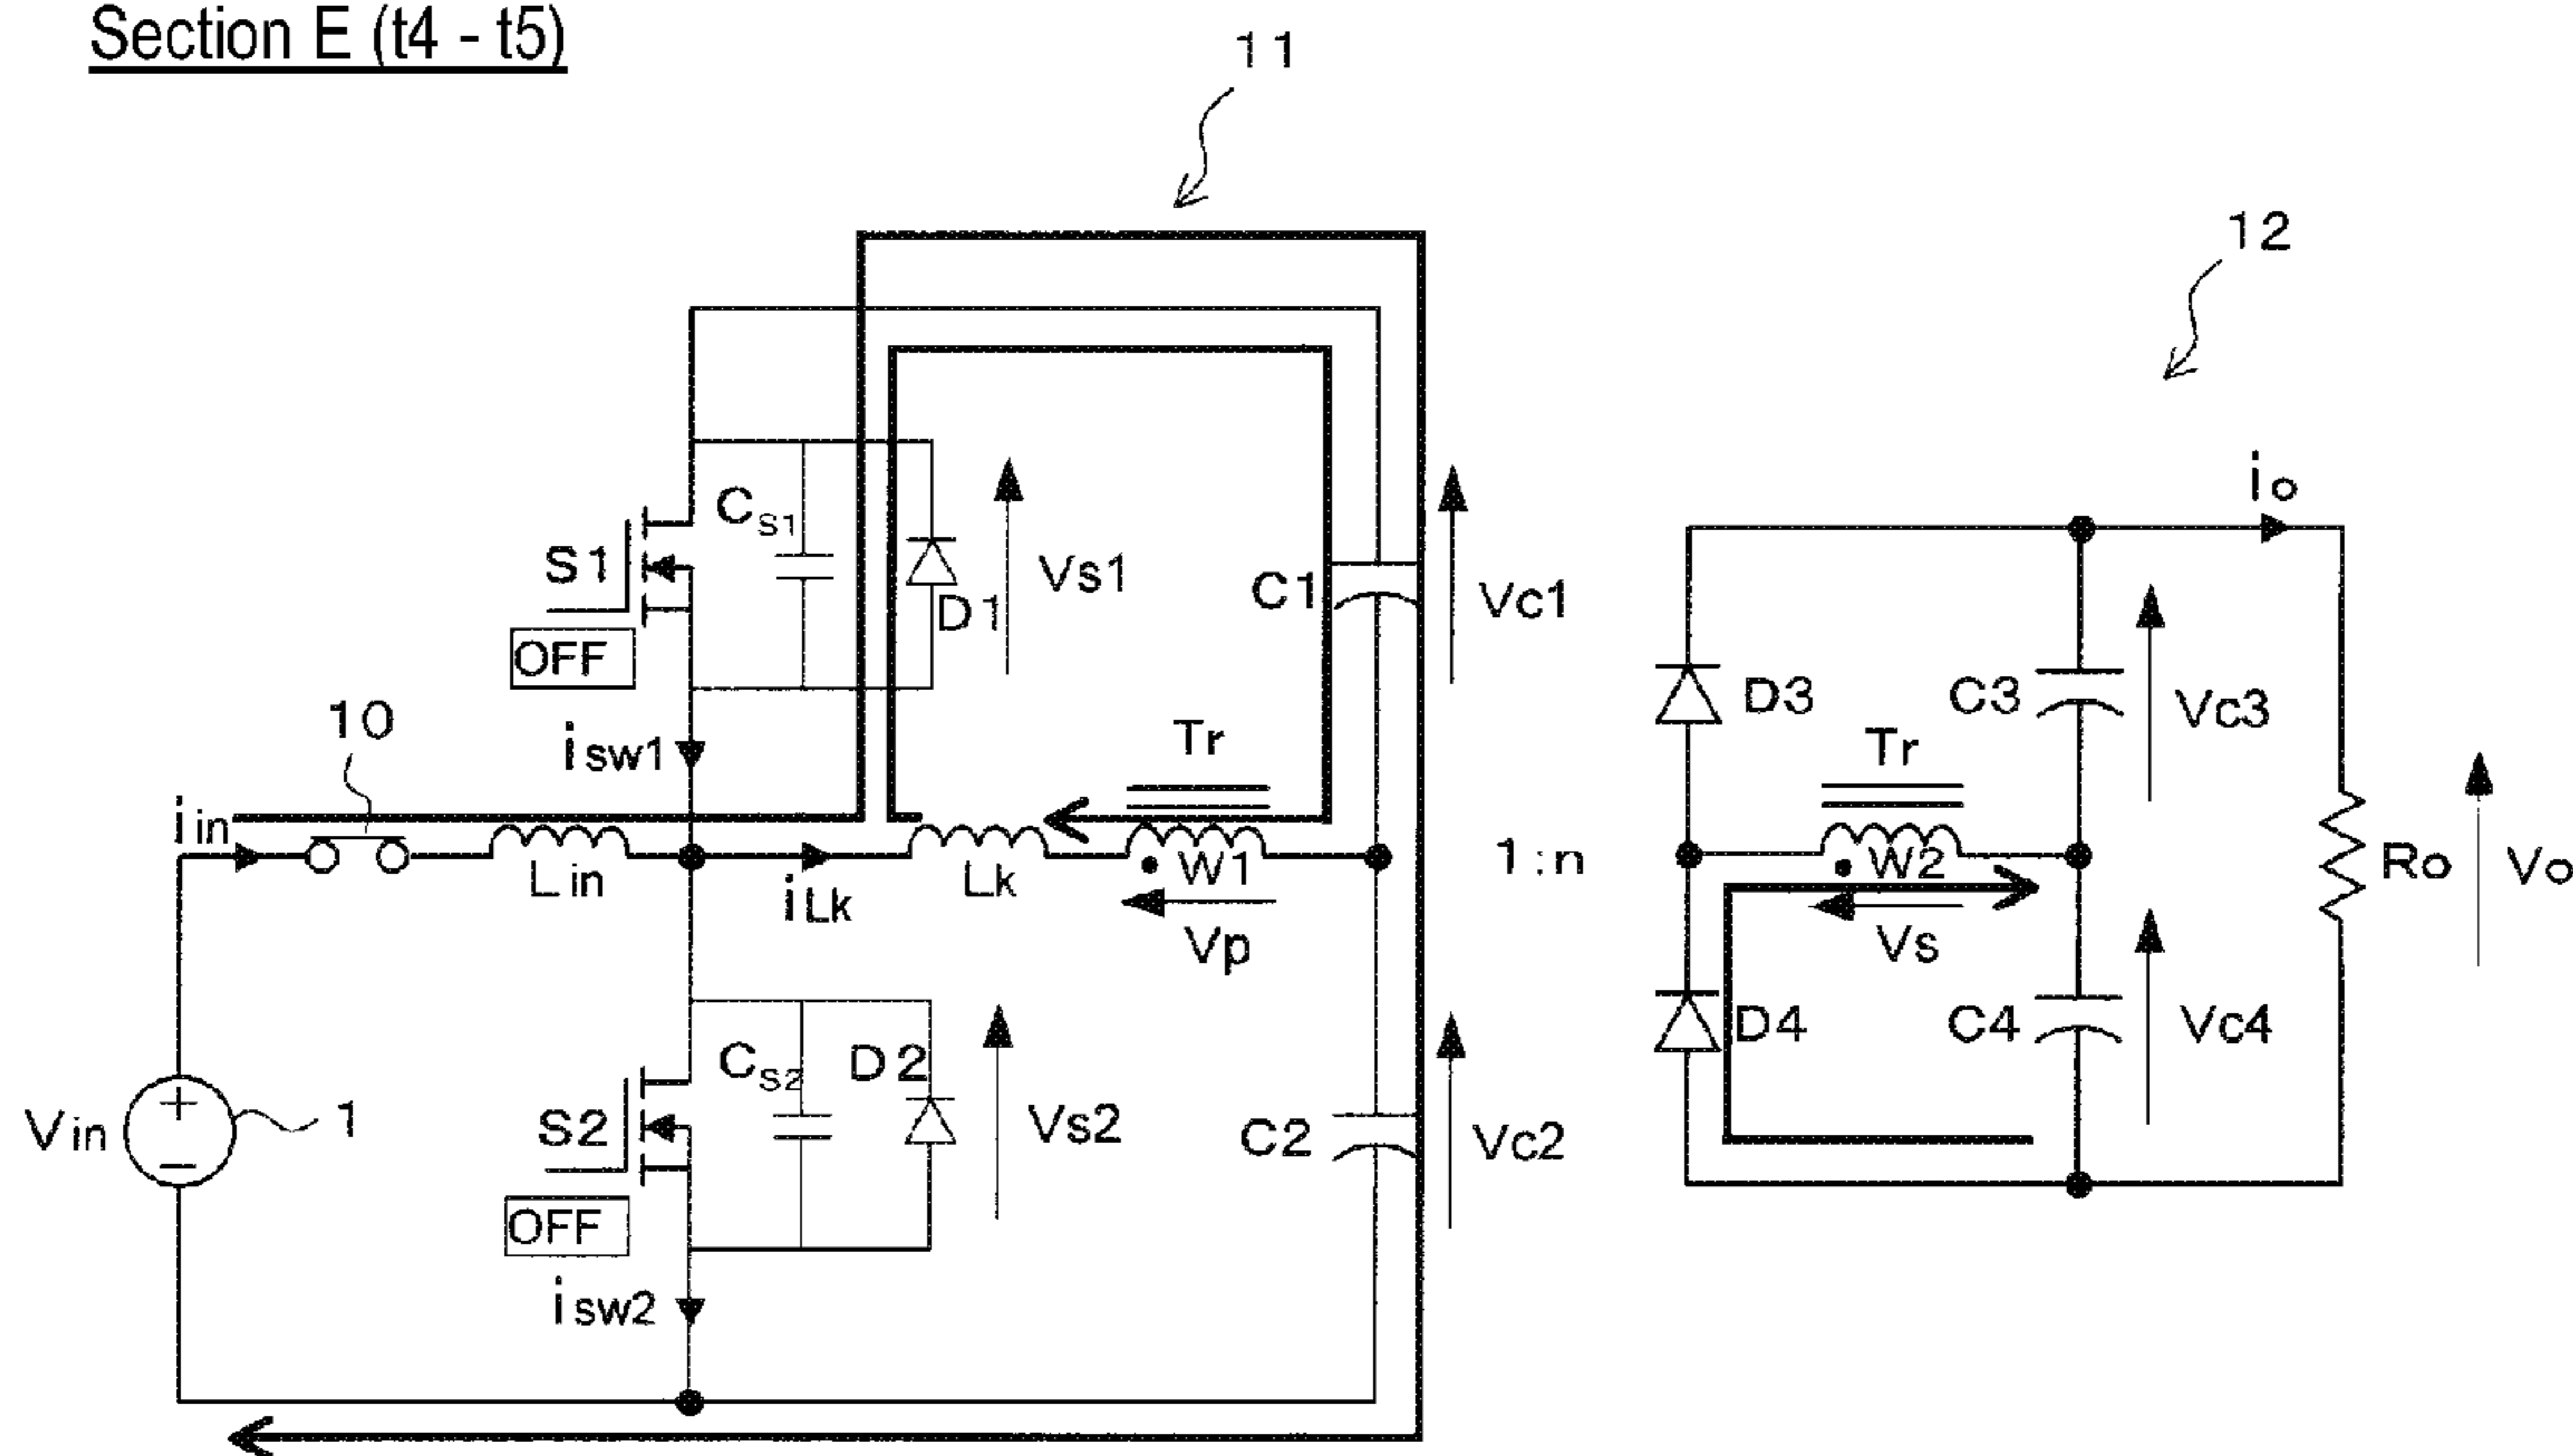 Section E (t4 - t5)
11
12
io
Cs1
S1
Vs1
D1
C1
Vc1
OFF
D3
C3
Vc3
10
isw1
Tr
Tr
iin
Lin
iLk
Lk
W1
1:n
W2
Ro
Vo
Vp
Vs
Cs2
D2
D4
C4
Vc4
Vin
1
S2
Vs2
C2
Vc2
OFF
isw2